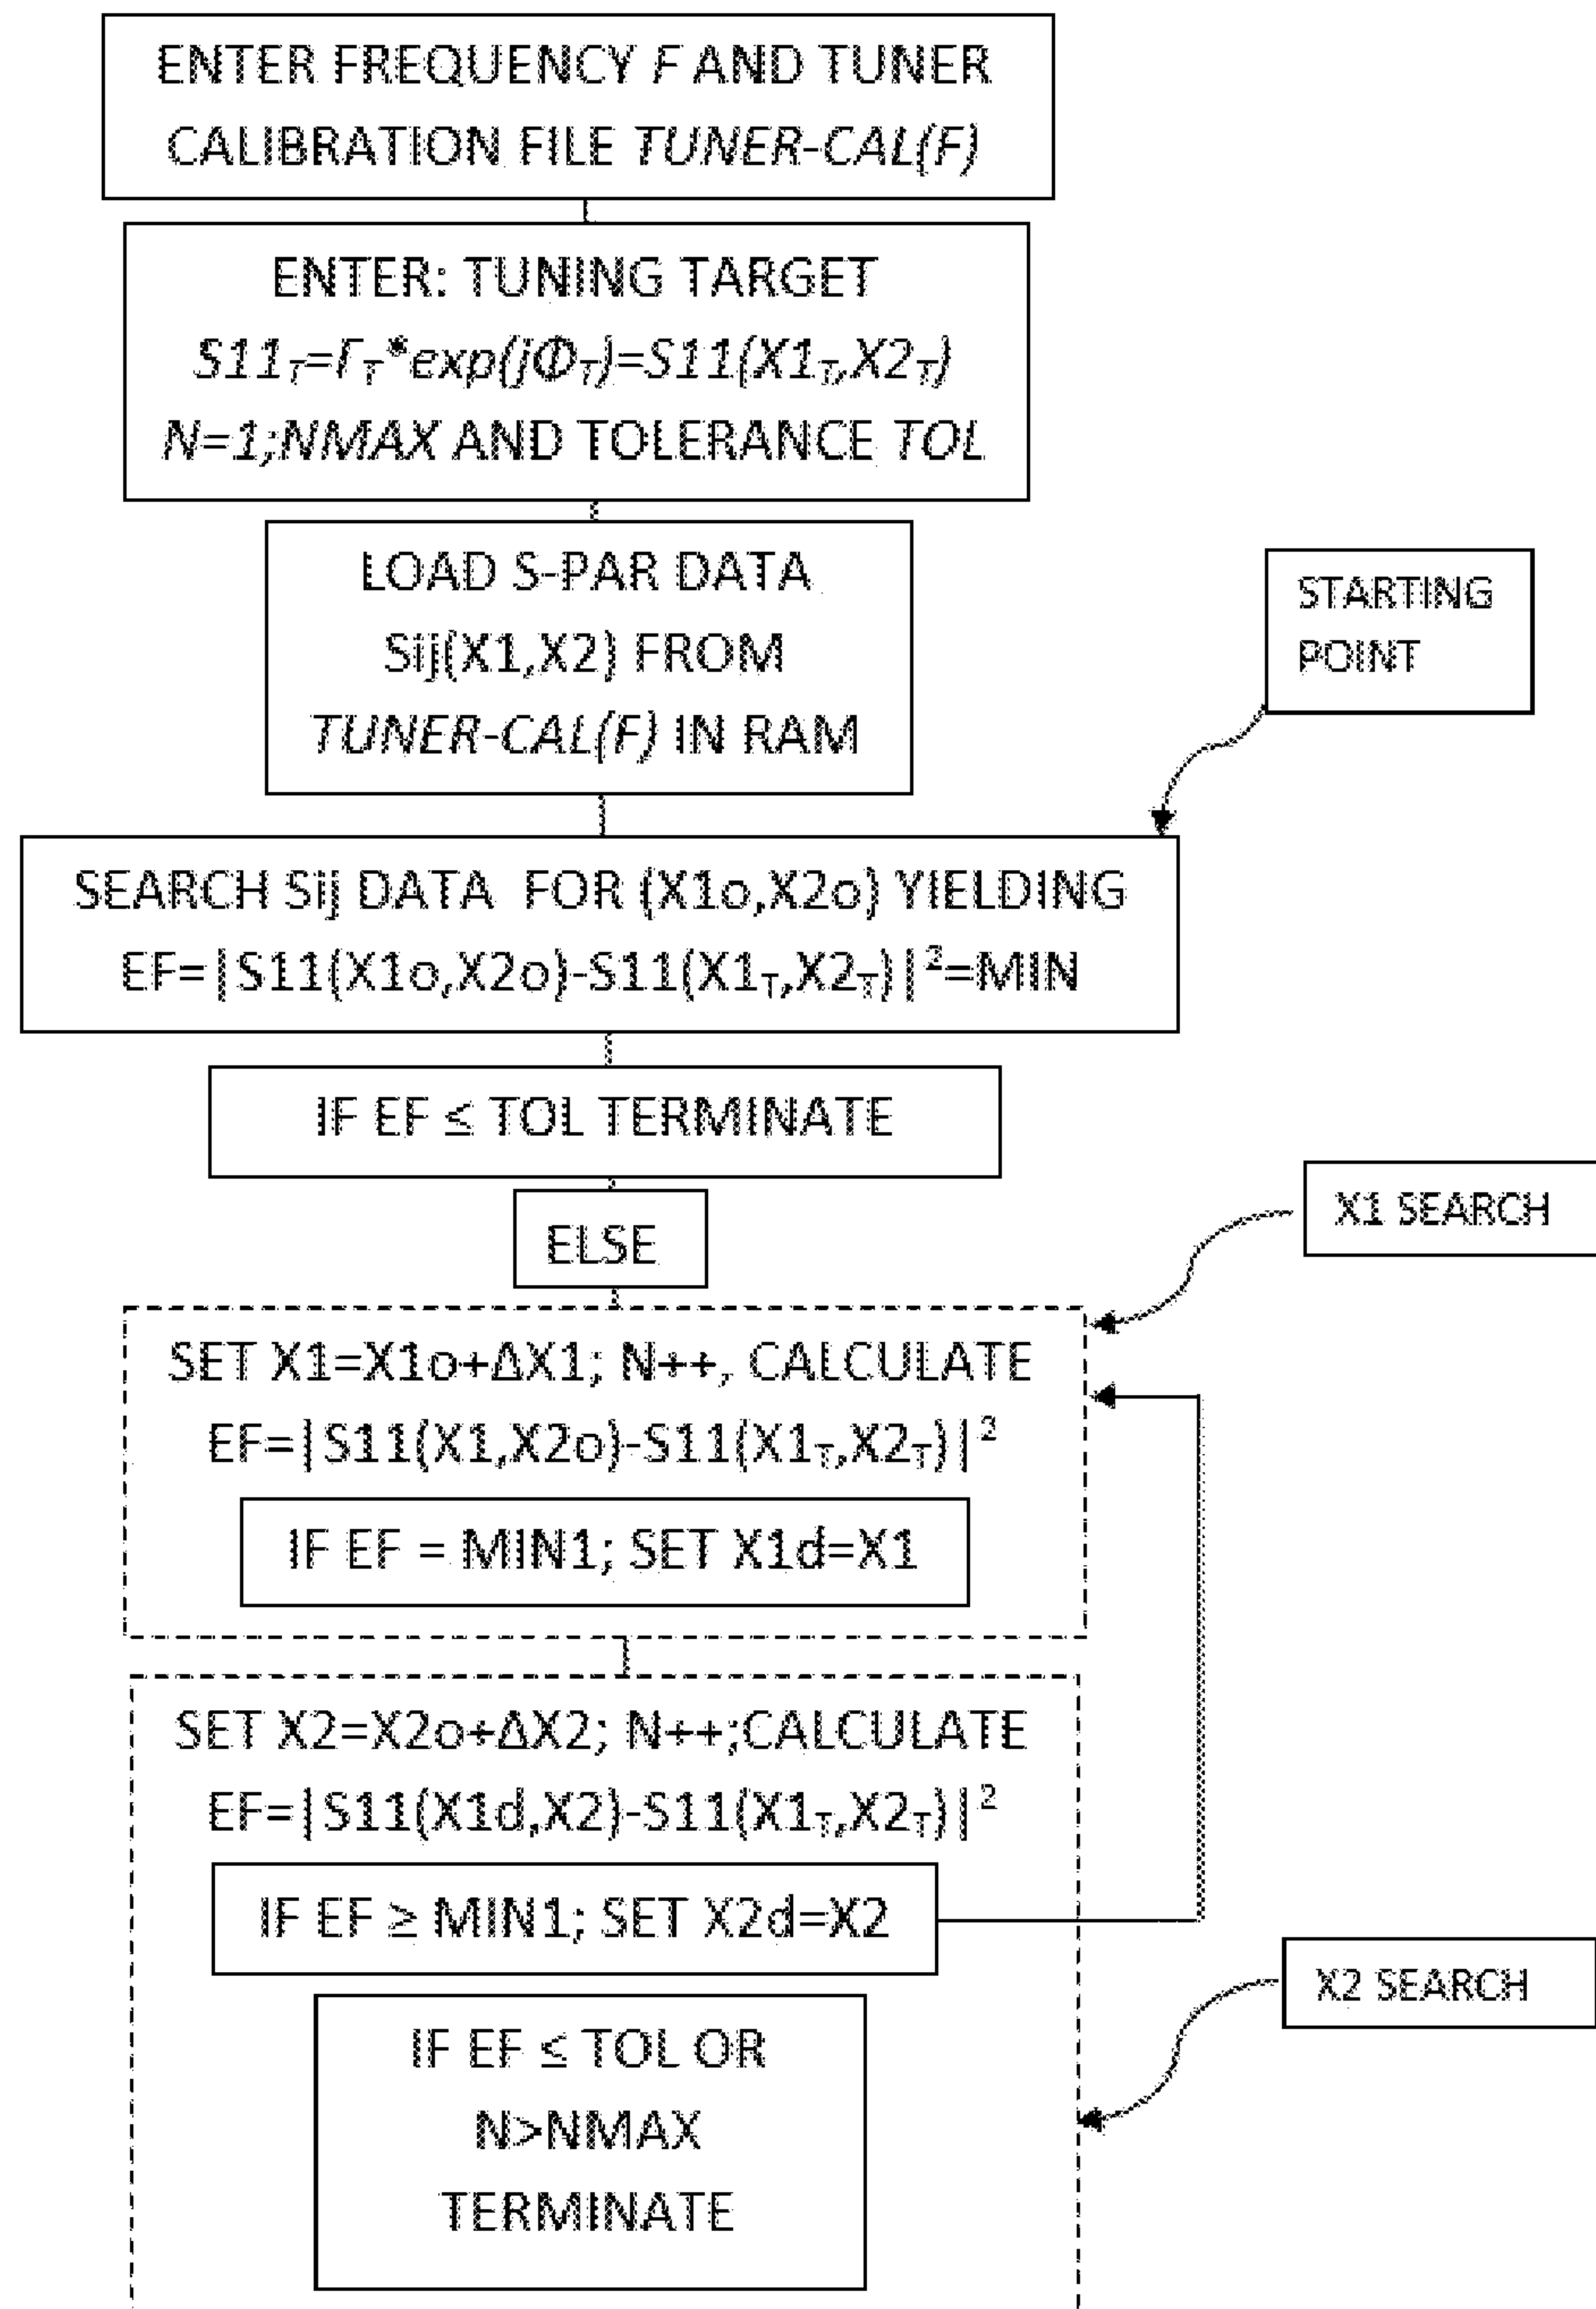 ENTER FREQUENCY F AND TUNER
CALIBRATION FILE TUNER-CAL(F)
ENTER: TUNING TARGET
S11T=ΓT*exp(jΦT)=S11(X1T,X2T)
N=1;NMAX AND TOLERANCE TOL
LOAD S-PAR DATA
Sij(X1,X2) FROM
TUNER-CAL(F) IN RAM
STARTING
POINT
SEARCH Sij DATA FOR (X1o,X2o) YIELDING
EF=|S11(X1o,X2o)-S11(X1T,X2T)|²=MIN
IF EF ≤ TOL TERMINATE
ELSE
X1 SEARCH
SET X1=X1o+ΔX1; N++, CALCULATE
EF=|S11(X1,X2o)-S11(X1T,X2T)|²
IF EF = MIN1; SET X1d=X1
SET X2=X2o+ΔX2; N++;CALCULATE
EF=|S11(X1d,X2)-S11(X1T,X2T)|²
IF EF ≥ MIN1; SET X2d=X2
X2 SEARCH
IF EF ≤ TOL OR
N>NMAX
TERMINATE